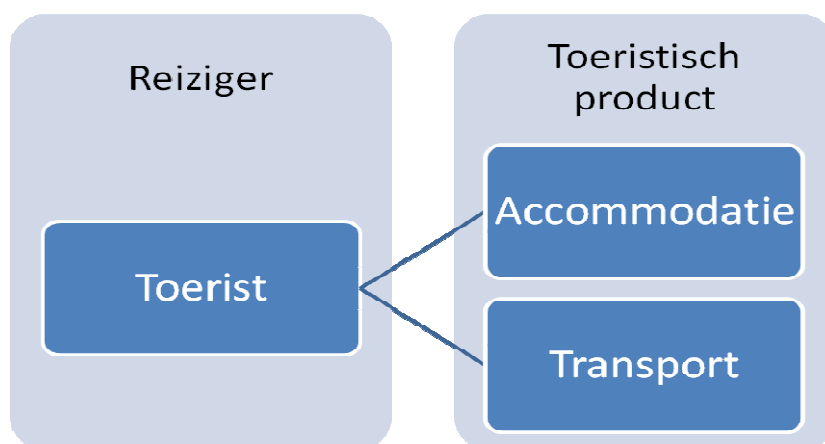 Reiziger
Toerist
Toeristisch
product
Accommodatie
Transport